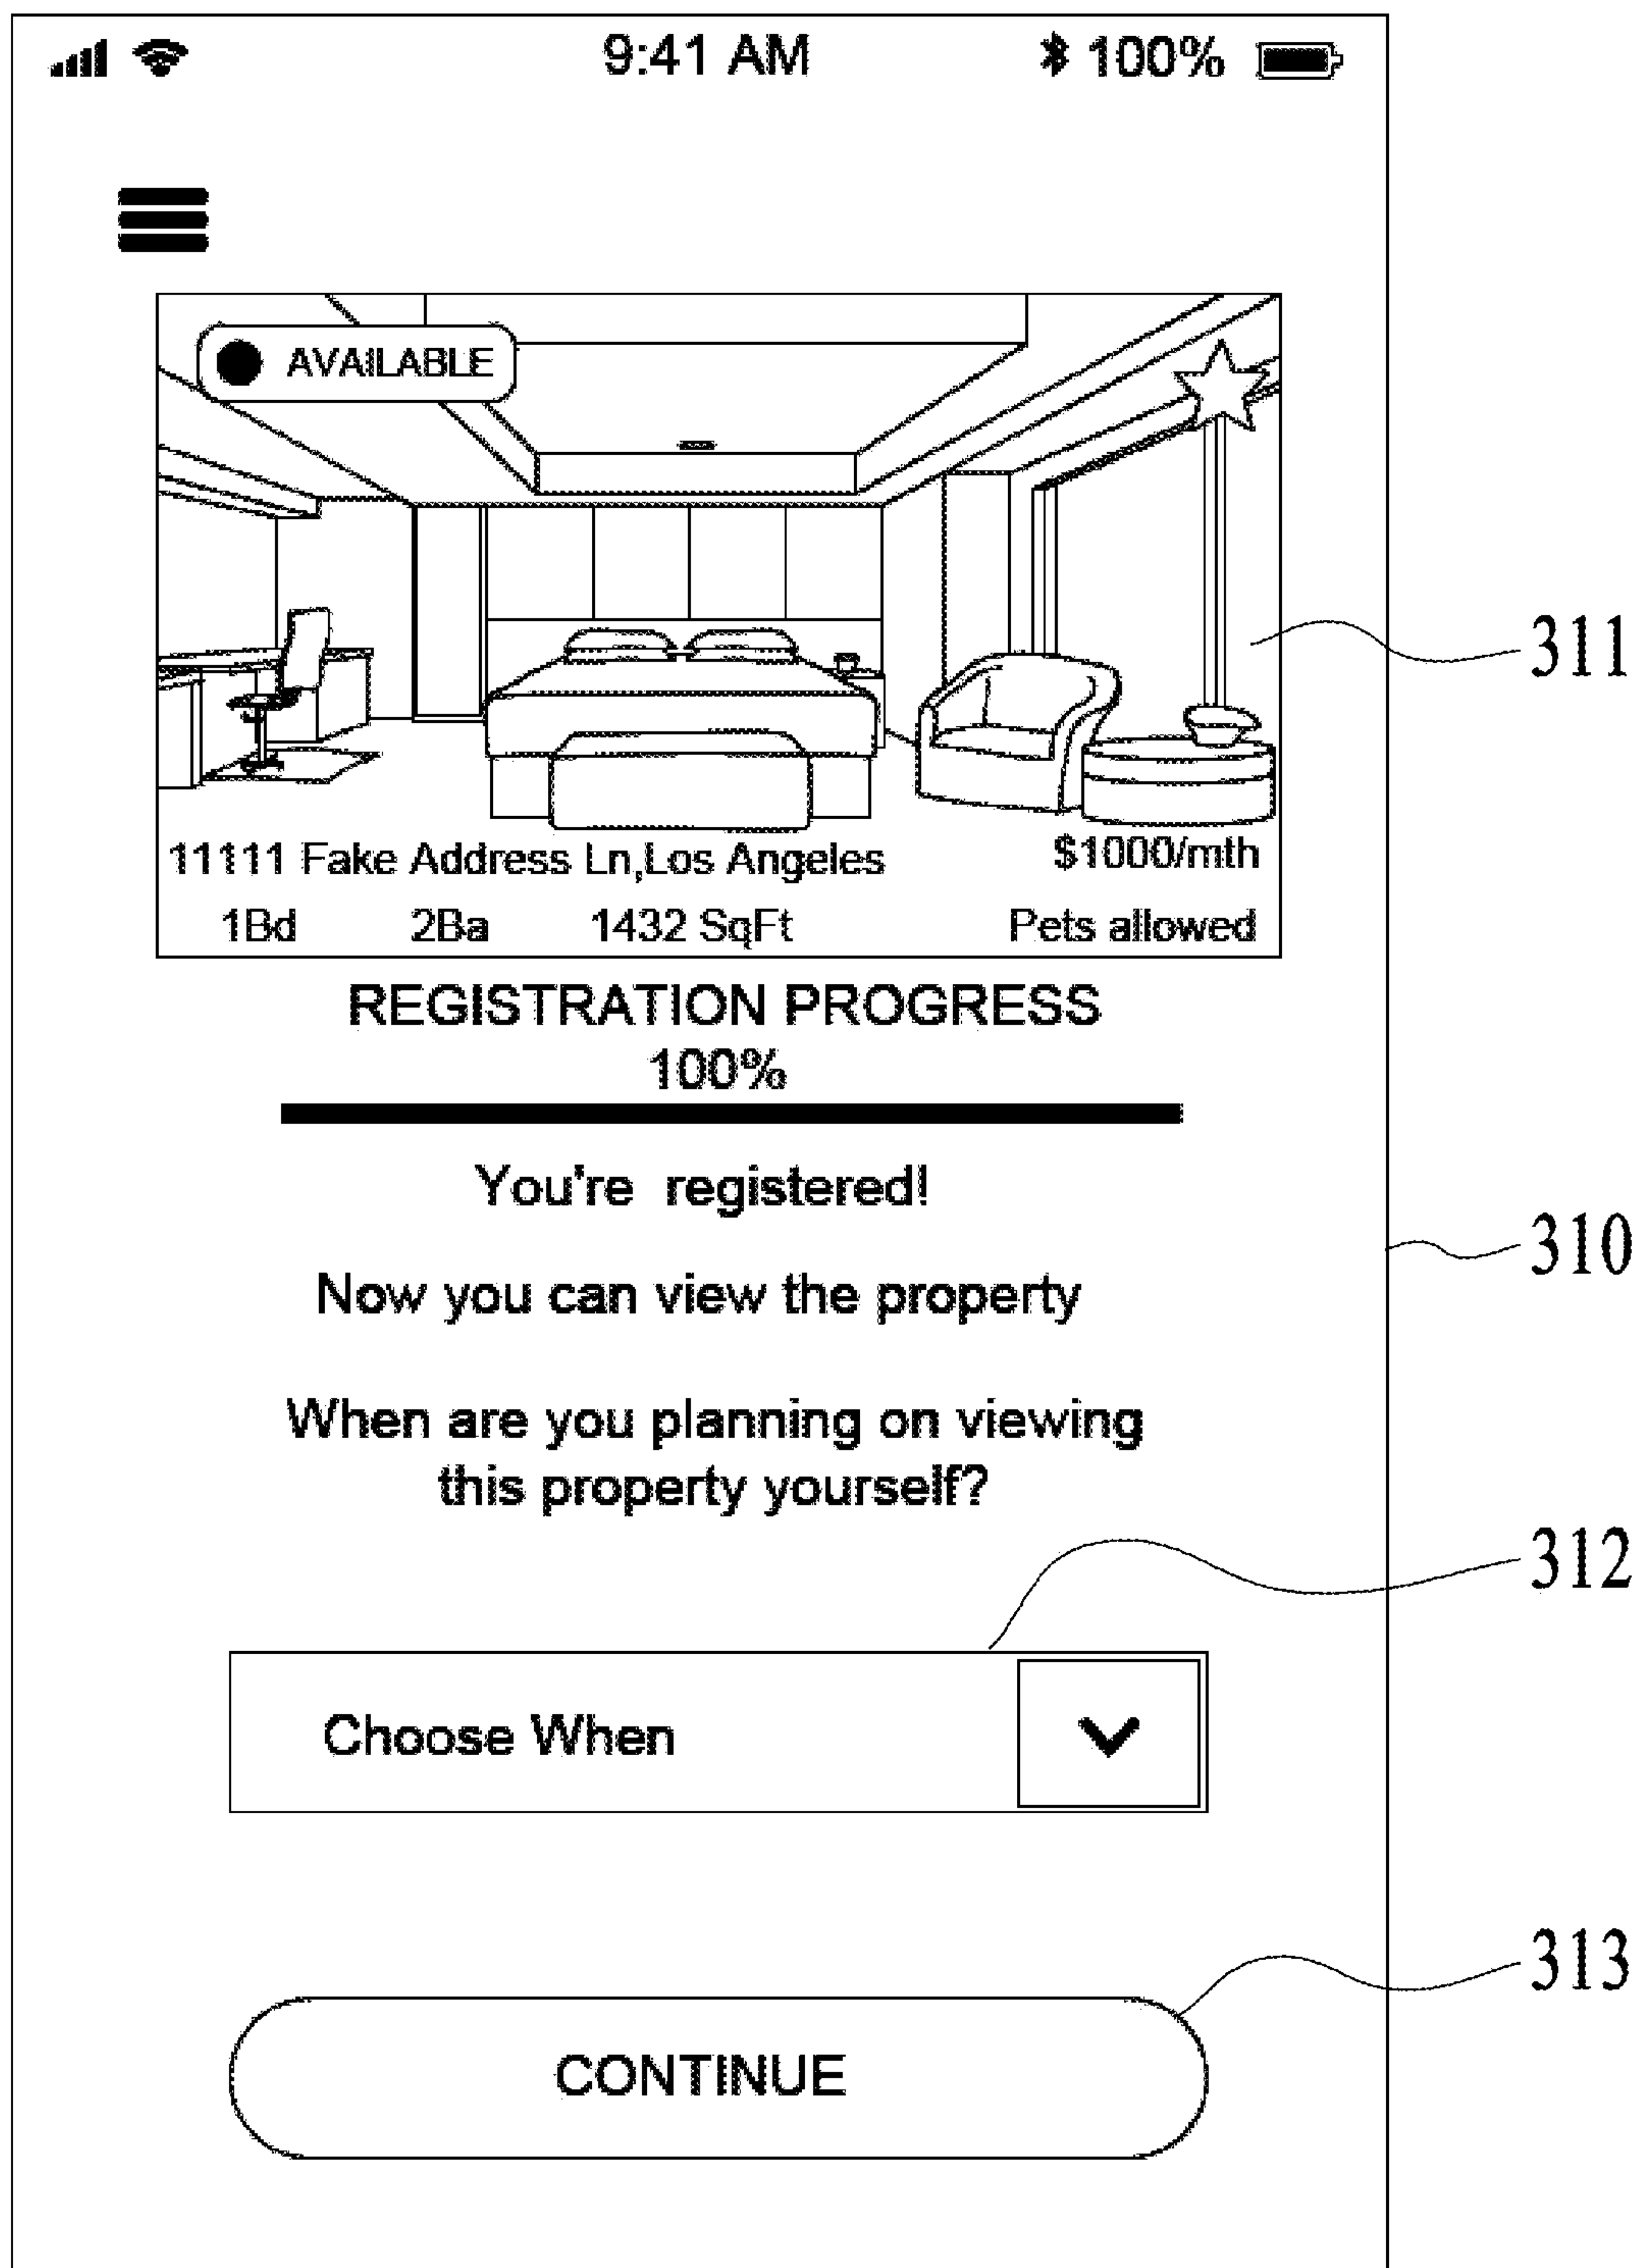 9:41 AM 100%
AVAILABLE
311
11111 Fake Address Ln,Los Angeles $1000/mth
1Bd 2Ba 1432 SqFt Pets allowed
REGISTRATION PROGRESS
100%
You're registered!
310
Now you can view the property
When are you planning on viewing
this property yourself?
312
Choose When
313
CONTINUE